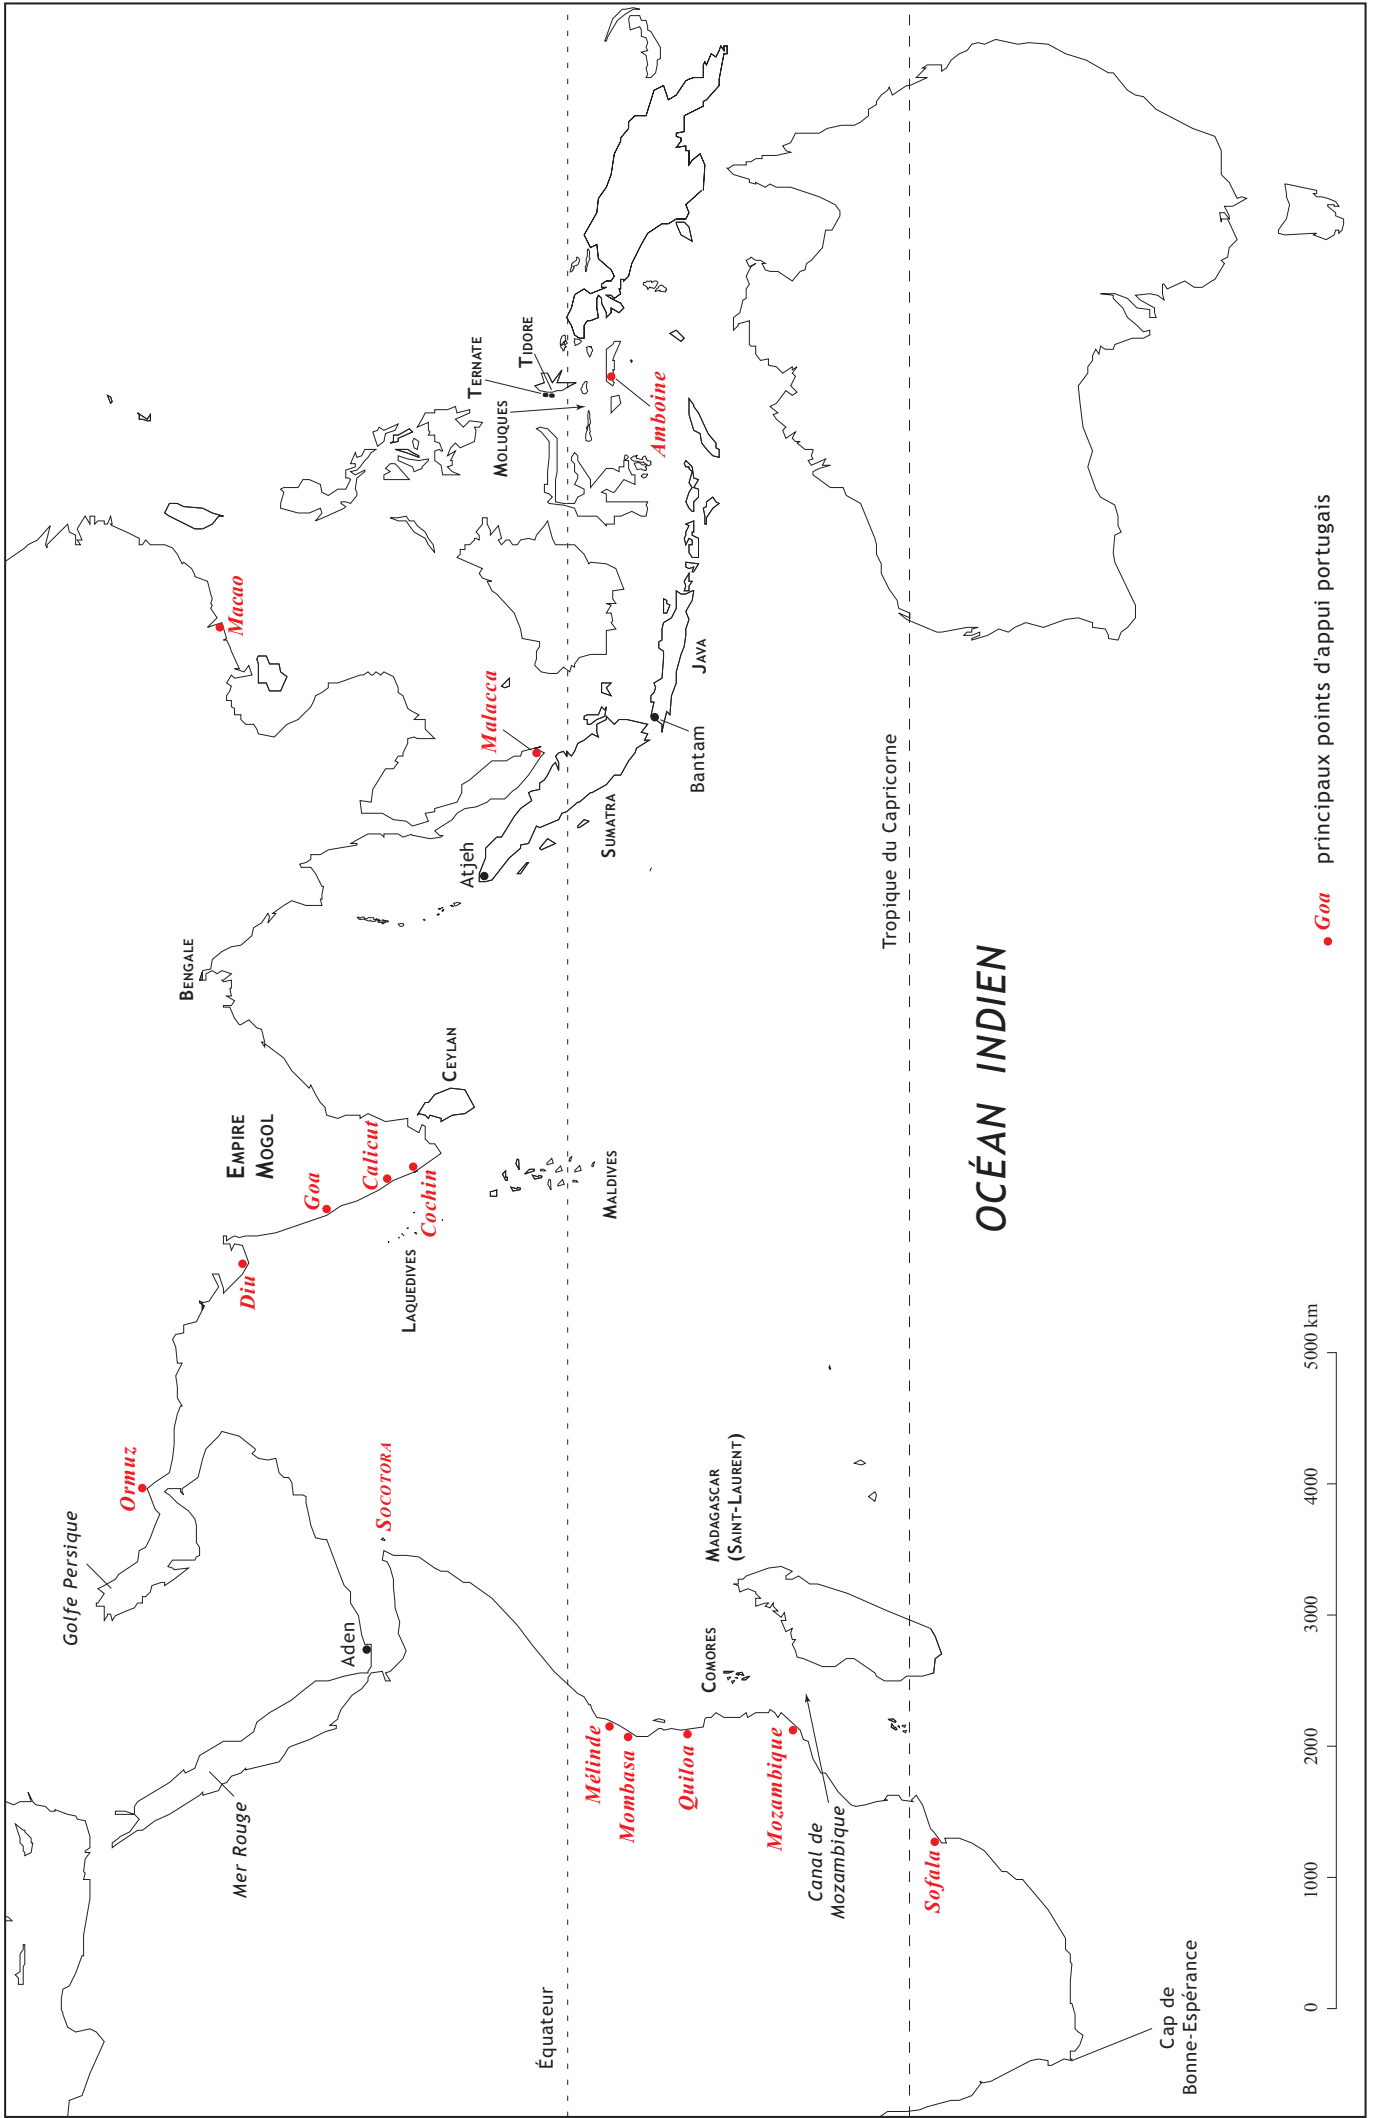 Golfe Persique
Ormuz
Mer Rouge
Aden
SOCOTORA
Diu
Goa
EMPIRE
MOGOL
Calicut
Cochin
LAQUEDIVES
CEYLAN
MALDIVES
BENGALE
Macao
Malacca
Atjeh
SUMATRA
Bantam
JAVA
MOLUQUES
TERNATE
TIDORE
Amboine
Équateur
Mélinde
Mombasa
Quiloa
Mozambique
COMORES
MADAGASCAR
(SAINT-LAURENT)
Canal de
Mozambique
Sofala
Tropique du Capricorne
OCÉAN INDIEN
Cap de
Bonne-Espérance
0 1000 2000 3000 4000 5000 km
Goa principaux points d'appui portugais